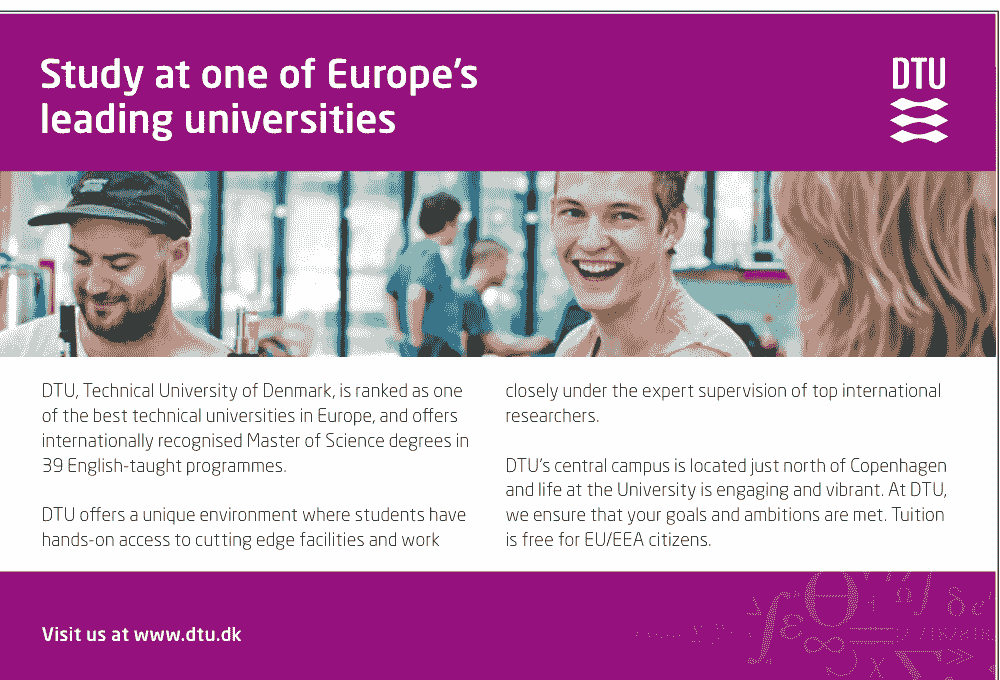 Study at one of Europe's
leading universities
DTU
DTU, Technical University of Denmark, is ranked as one
of the best technical universities in Europe, and offers
internationally recognised Master of Science degrees in
39 English-taught programmes.
DTU offers a unique environment where students have
hands-on access to cutting edge facilities and work
closely under the expert supervision of top international
researchers.
DTU's central campus is located just north of Copenhagen
and life at the University is engaging and vibrant. At DTU,
we ensure that your goals and ambitions are met. Tuition
is free for EU/EEA citizens.
Visit us at www.dtu.dk